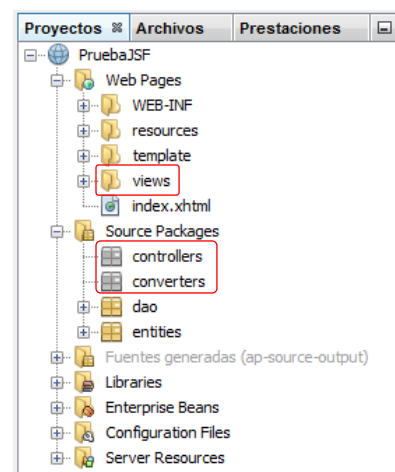 Proyectos Archivos Prestaciones
PruebaJSF
Web Pages
WEB-INF
resources
template
views
index.xhtml
Source Packages
controllers
converters
dao
entities
Fuentes generadas (ap-source-output)
Libraries
Enterprise Beans
Configuration Files
Server Resources